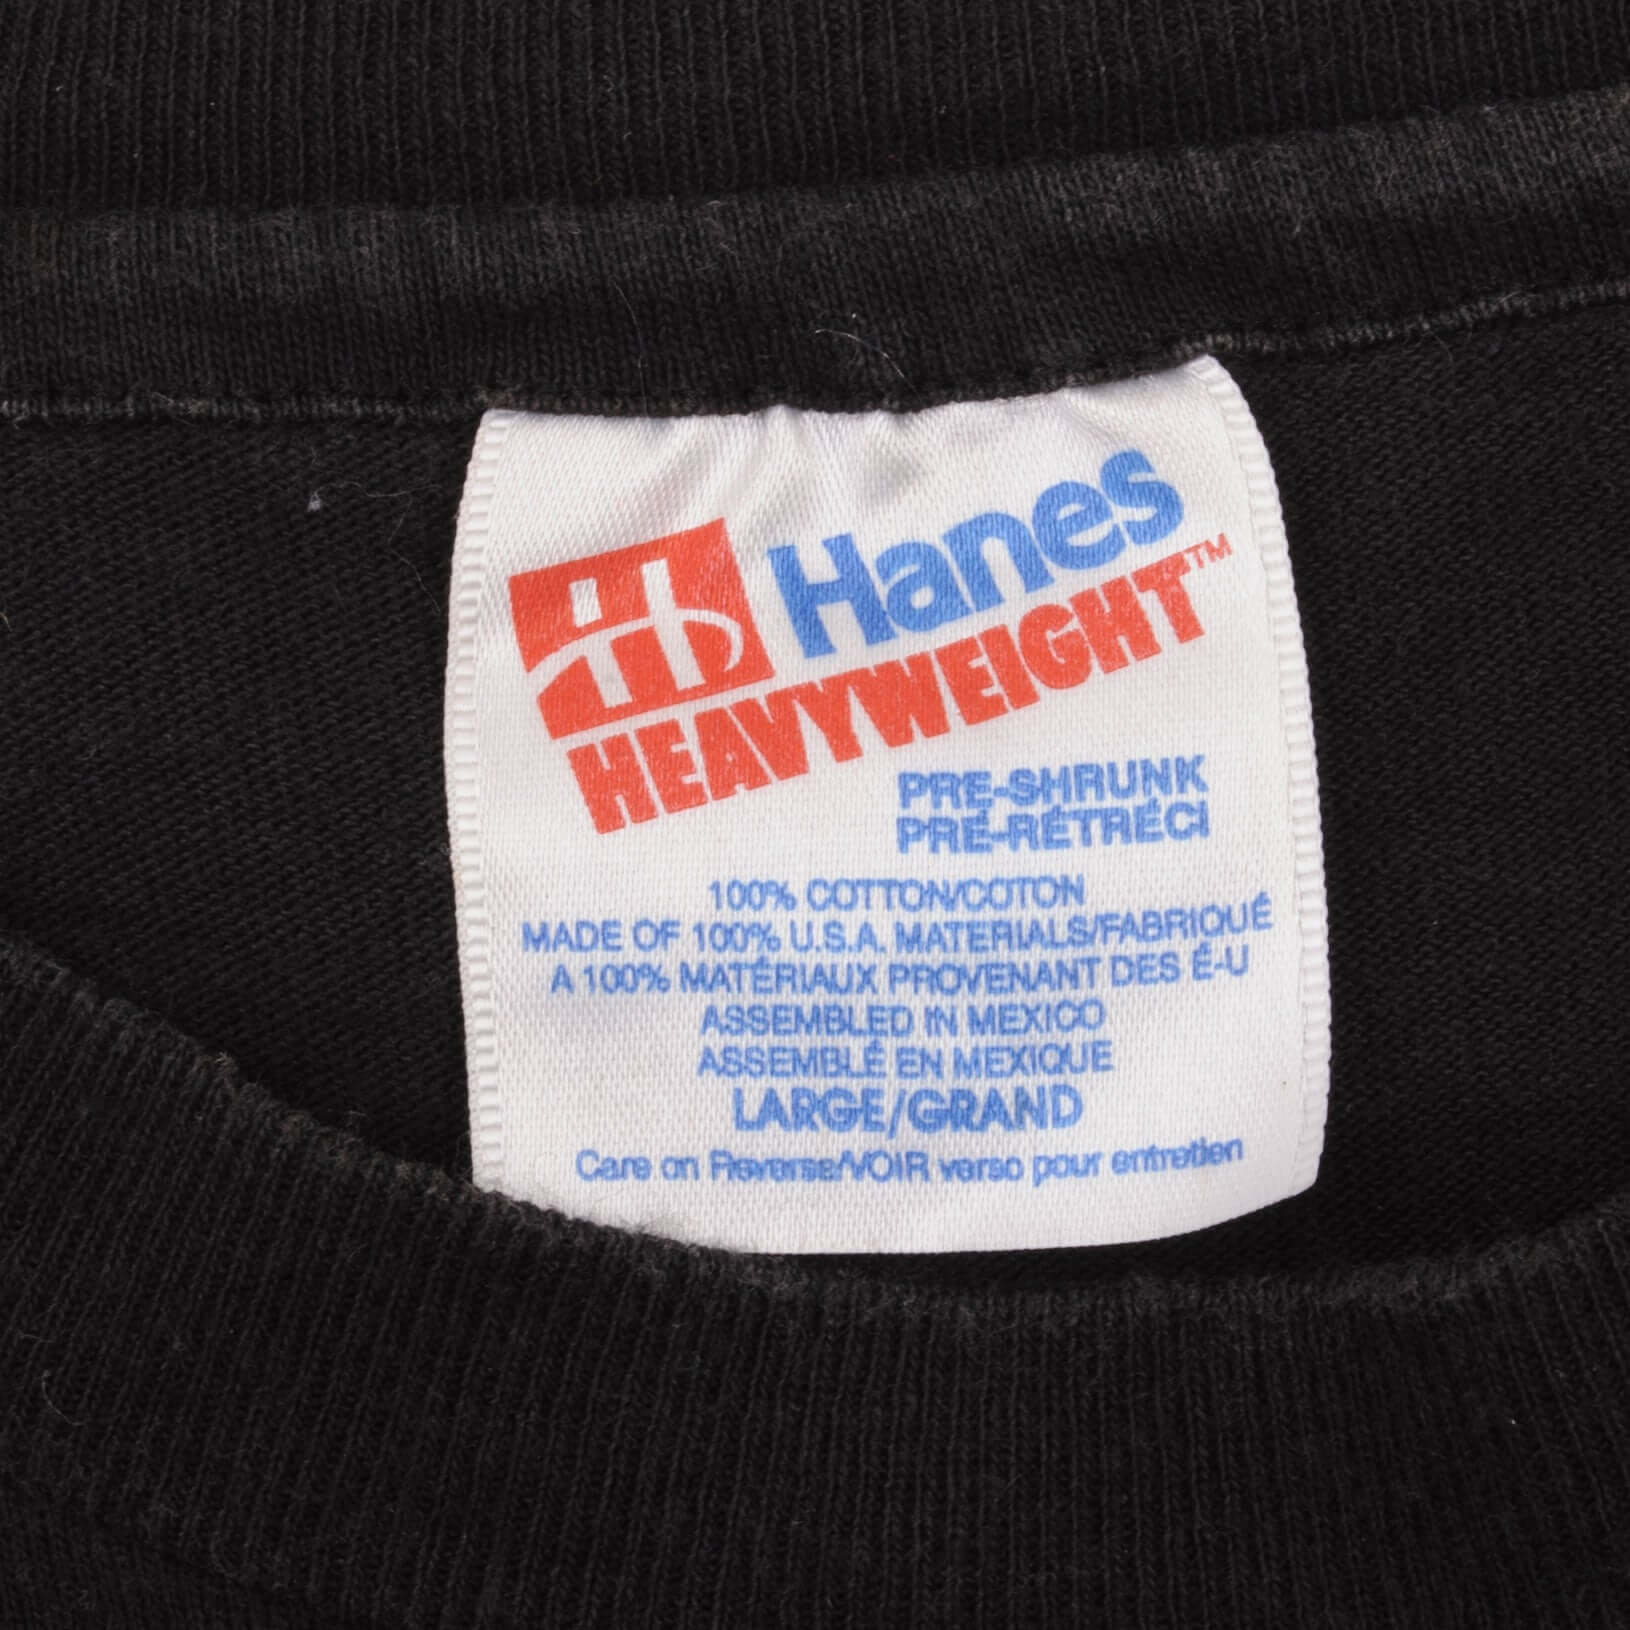 Hanes
HEAVYWEIGHT™
PRE-SHRUNK
PRÉ-RÉTRÉCI
100% COTTON/COTON
MADE OF 100% U.S.A. MATERIALS/FABRIQUÉ
A 100% MATÉRIAUX PROVENANT DES É-U
ASSEMBLED IN MEXICO
ASSEMBLÉ EN MEXIQUE
LARGE/GRAND
Care on Reverse/VOIR verso pour entretien